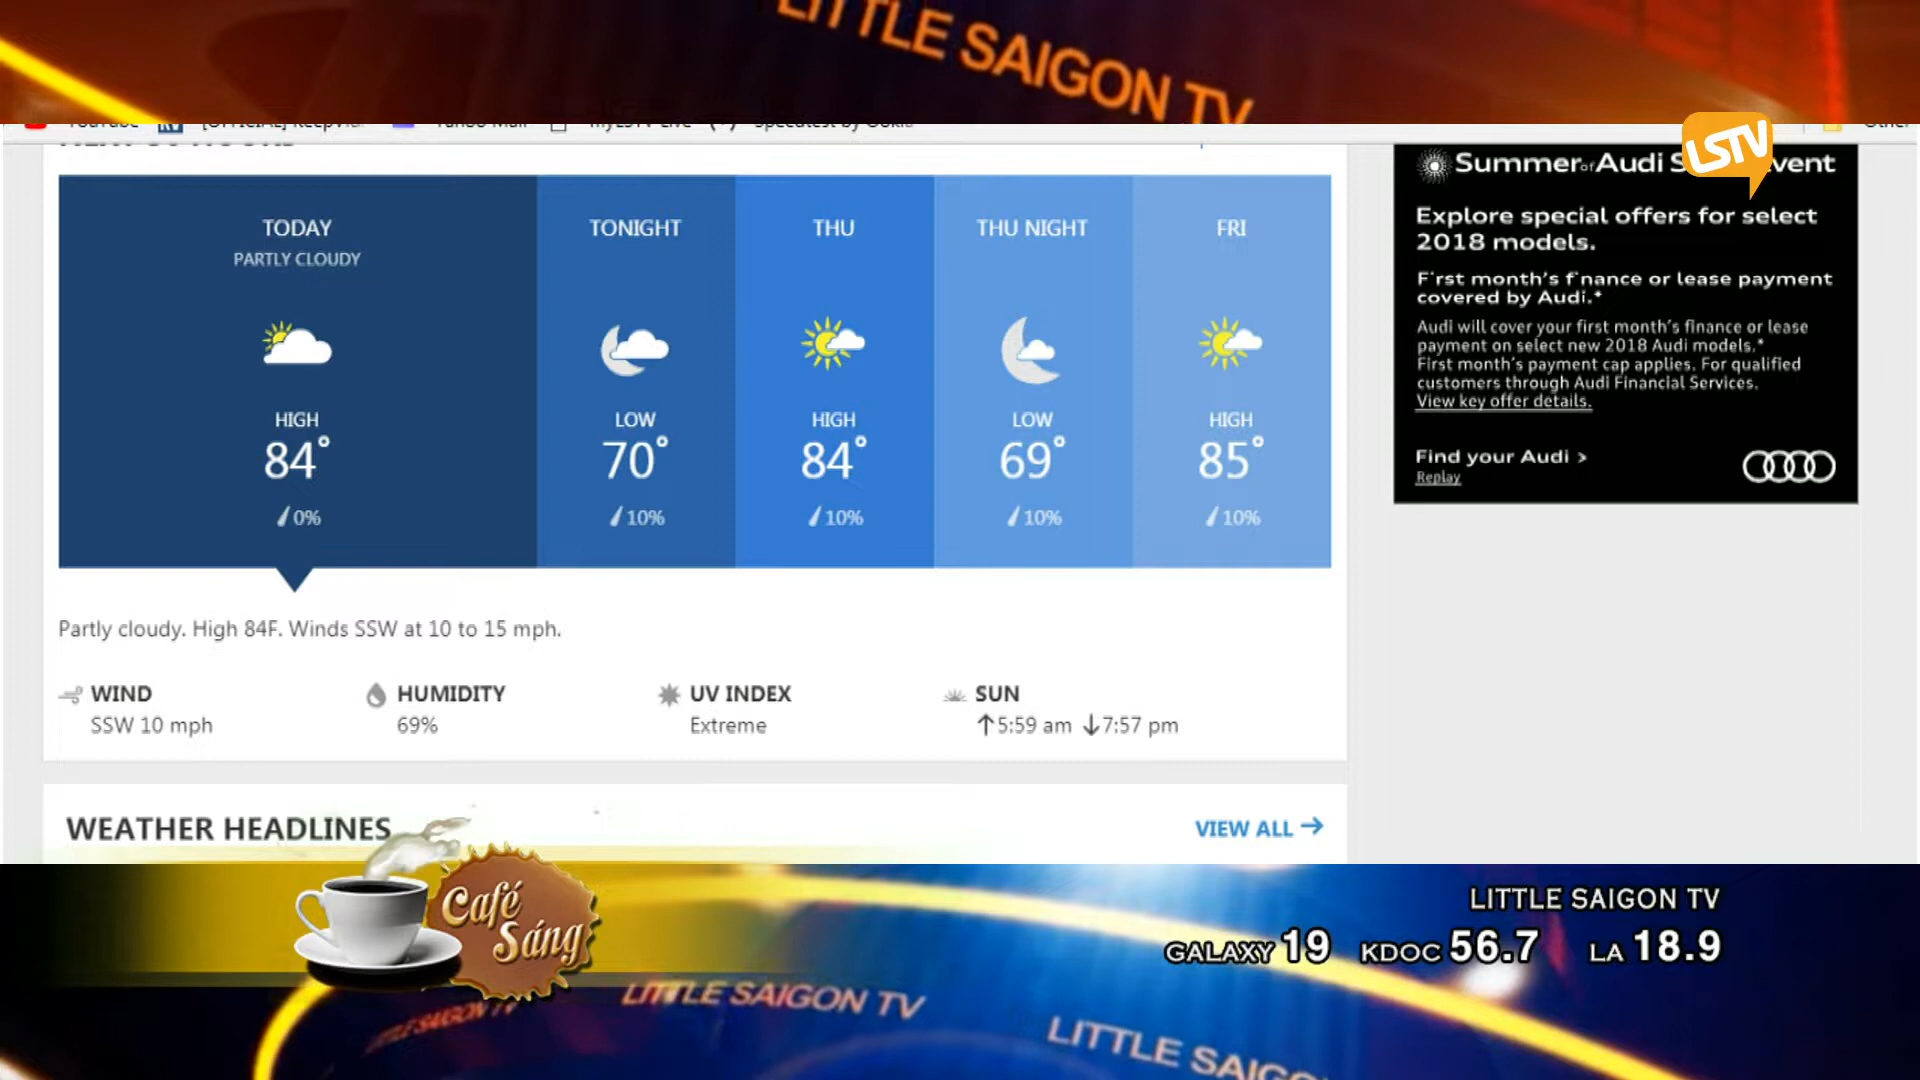 LITTLE SAIGON TV
LSTV
TODAY
PARTLY CLOUDY
HIGH
84°
0%
TONIGHT
LOW
70°
10%
THU
HIGH
84°
10%
THU NIGHT
LOW
69°
10%
FRI
HIGH
85°
10%
Partly cloudy. High 84F. Winds SSW at 10 to 15 mph.
WIND
SSW 10 mph
HUMIDITY
69%
UV INDEX
Extreme
SUN
↑5:59 am ↓7:57 pm
WEATHER HEADLINES
VIEW ALL →
Summer of Audi
Explore special offers for select
2018 models.
First month's finance or lease payment
covered by Audi.*
Audi will cover your first month's finance or lease
payment on select new 2018 Audi models.*
First month's payment cap applies. For qualified
customers through Audi Financial Services.
View key offer details.
Find your Audi >
Replay
Café
Sáng
LITTLE SAIGON TV
GALAXY 19 KDOC 56.7 LA 18.9
LITTLE SAIGON TV
LITTLE SAIGON TV
LITTLE